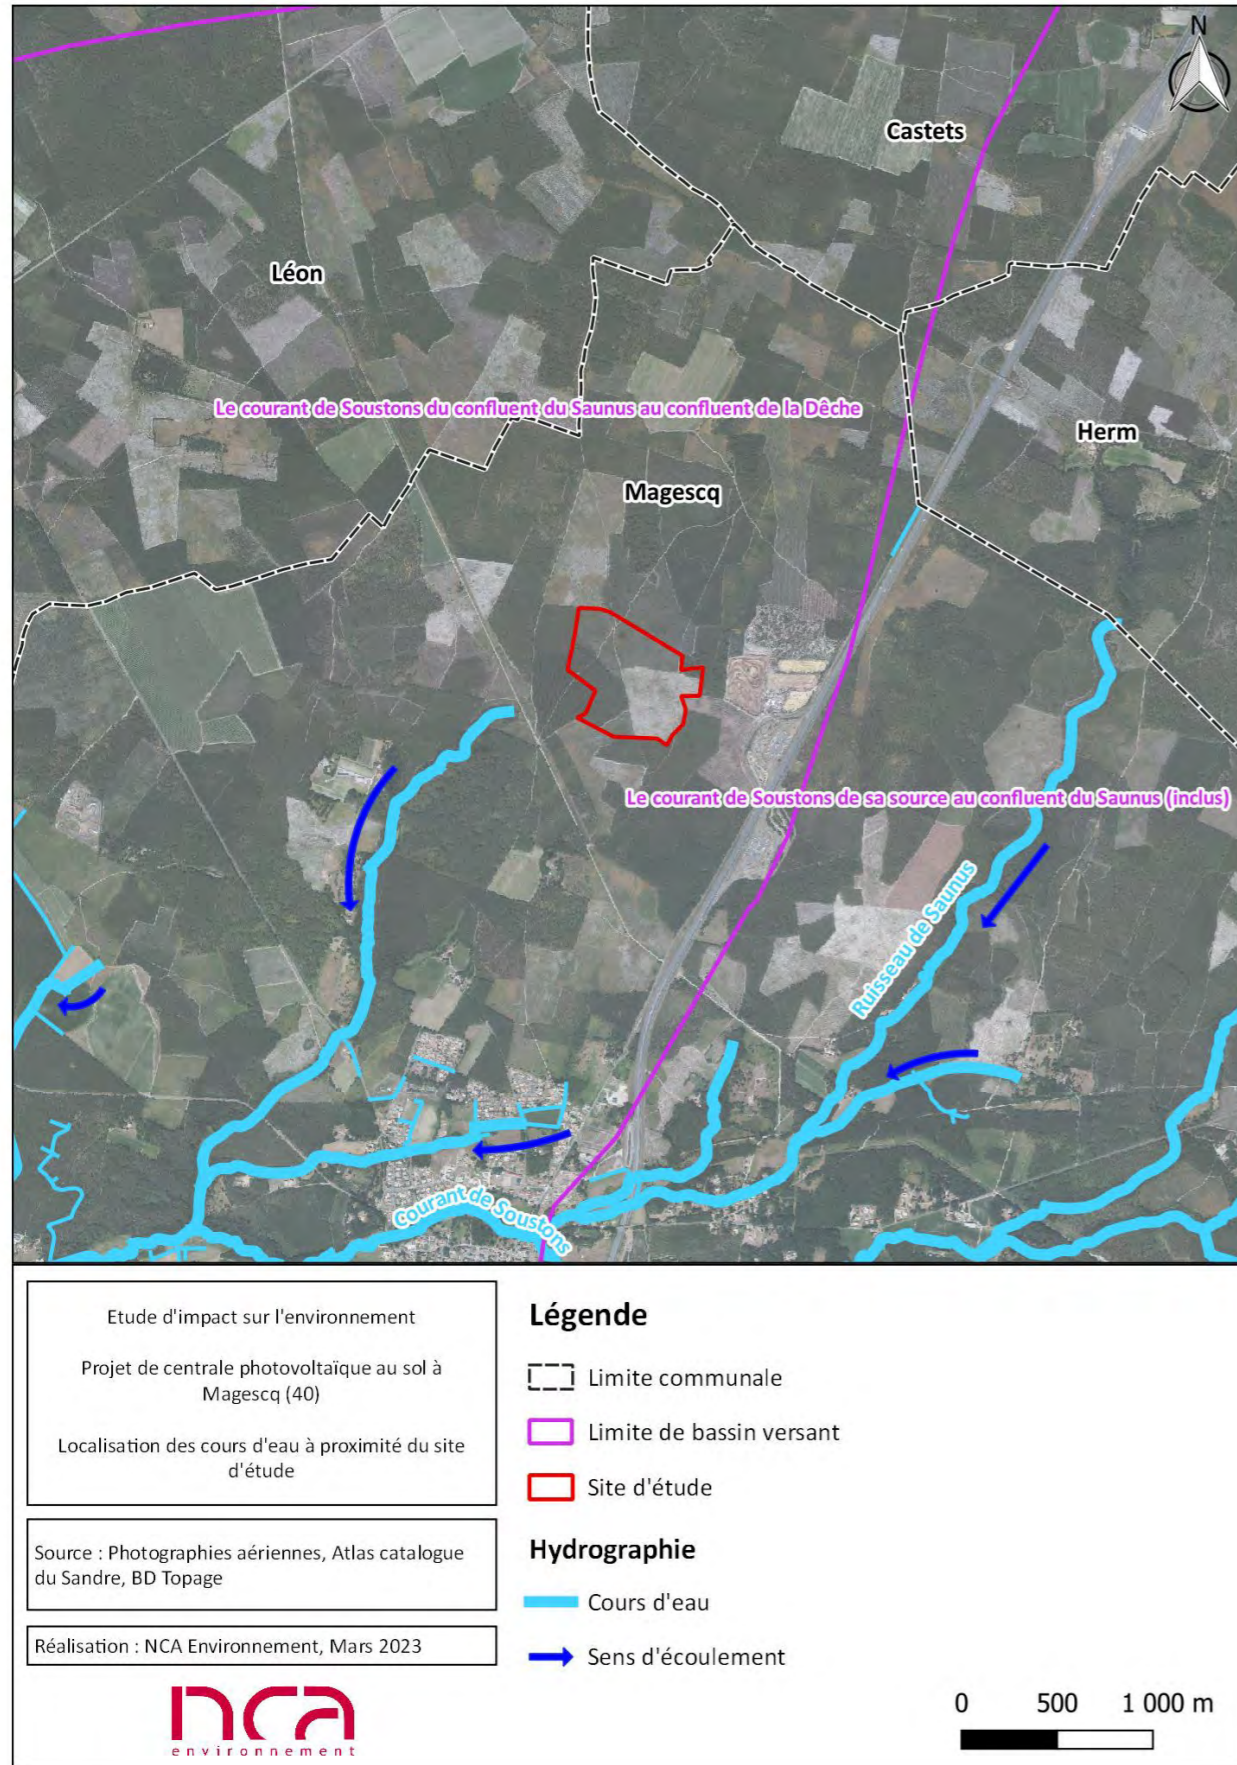 N
Castets
Léon
Le courant de Soustons du confluent du Saunus au confluent de la Dêche
Herm
Magescq
Le courant de Soustons de sa source au confluent du Saunus (inclus)
Ruisseau de Saunus
Courant de Soustons
Etude d'impact sur l'environnement
Projet de centrale photovoltaïque au sol à
Magescq (40)
Localisation des cours d'eau à proximité du site
d'étude
Source : Photographies aériennes, Atlas catalogue
du Sandre, BD Topage
Réalisation : NCA Environnement, Mars 2023
nca
environnement
Légende
Limite communale
Limite de bassin versant
Site d'étude
Hydrographie
Cours d'eau
Sens d'écoulement
0 500 1 000 m